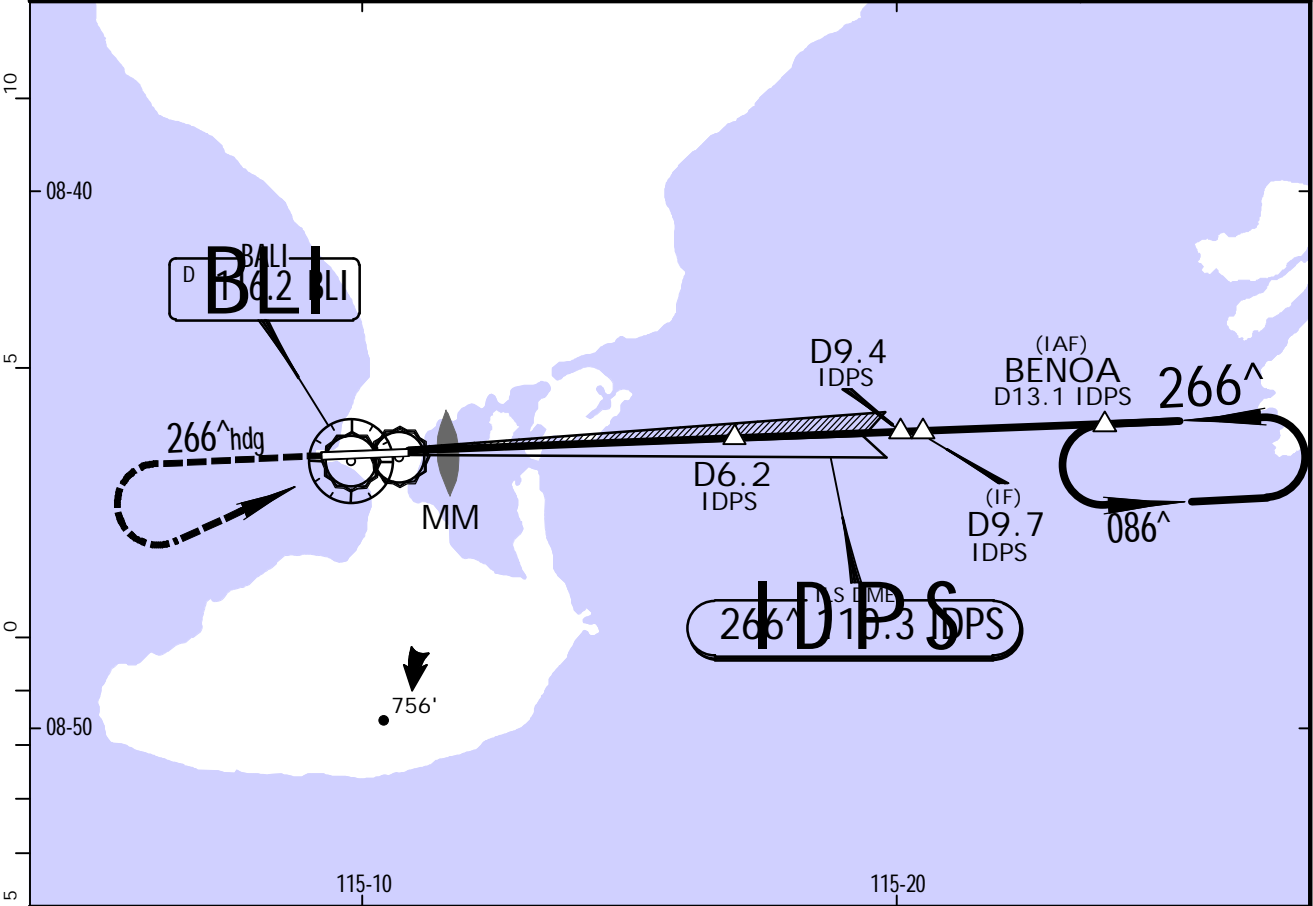 10
08-40
BALI
D 116.2 BLI
BLI
5
D9.4
IDPS
(IAF)
BENOA
D13.1 IDPS
266^
266^hdg
D6.2
IDPS
MM
(IF)
D9.7
IDPS
086^
ILS DME
266^ 110.3 IDPS
IDPS
0
756'
08-50
5
115-10
115-20